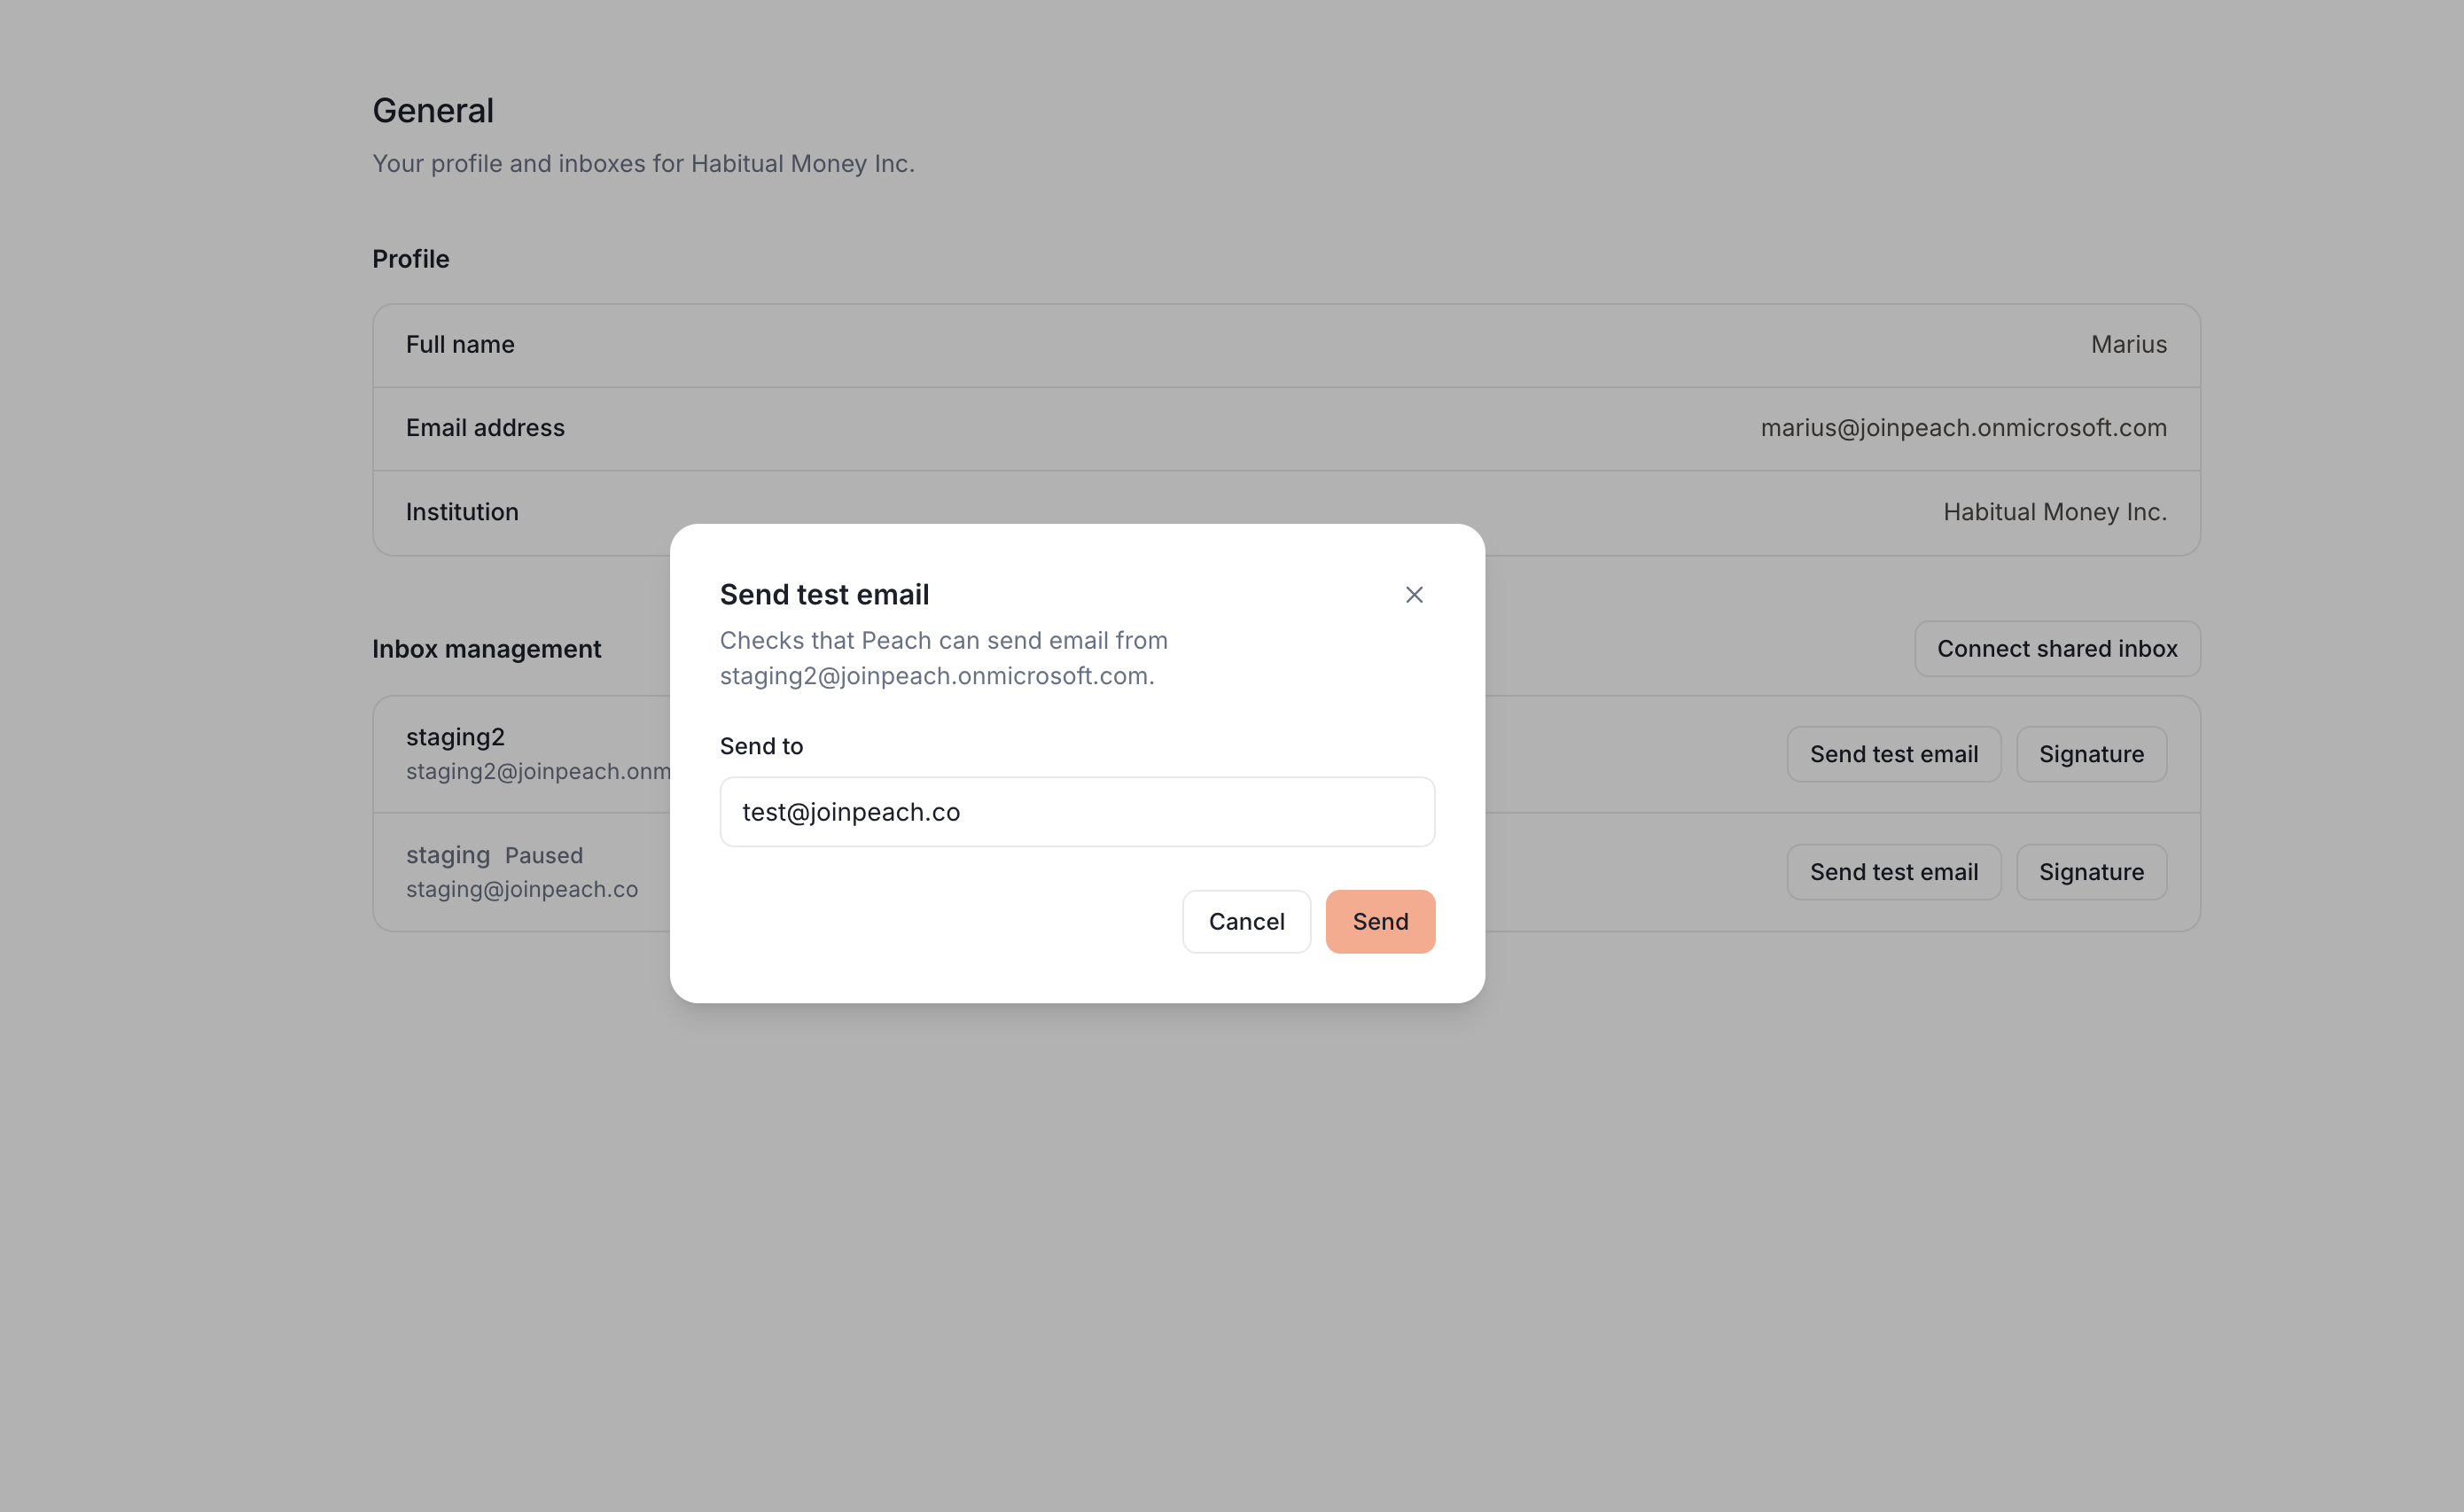 General
Your profile and inboxes for Habitual Money Inc.
Profile
Full name
Marius
Email address
marius@joinpeach.onmicrosoft.com
Institution
Habitual Money Inc.
Send test email
Checks that Peach can send email from
staging2@joinpeach.onmicrosoft.com.
Send to
test@joinpeach.co
Cancel
Send
Inbox management
Connect shared inbox
staging2
staging2@joinpeach.onm
Send test email
Signature
staging Paused
staging@joinpeach.co
Send test email
Signature